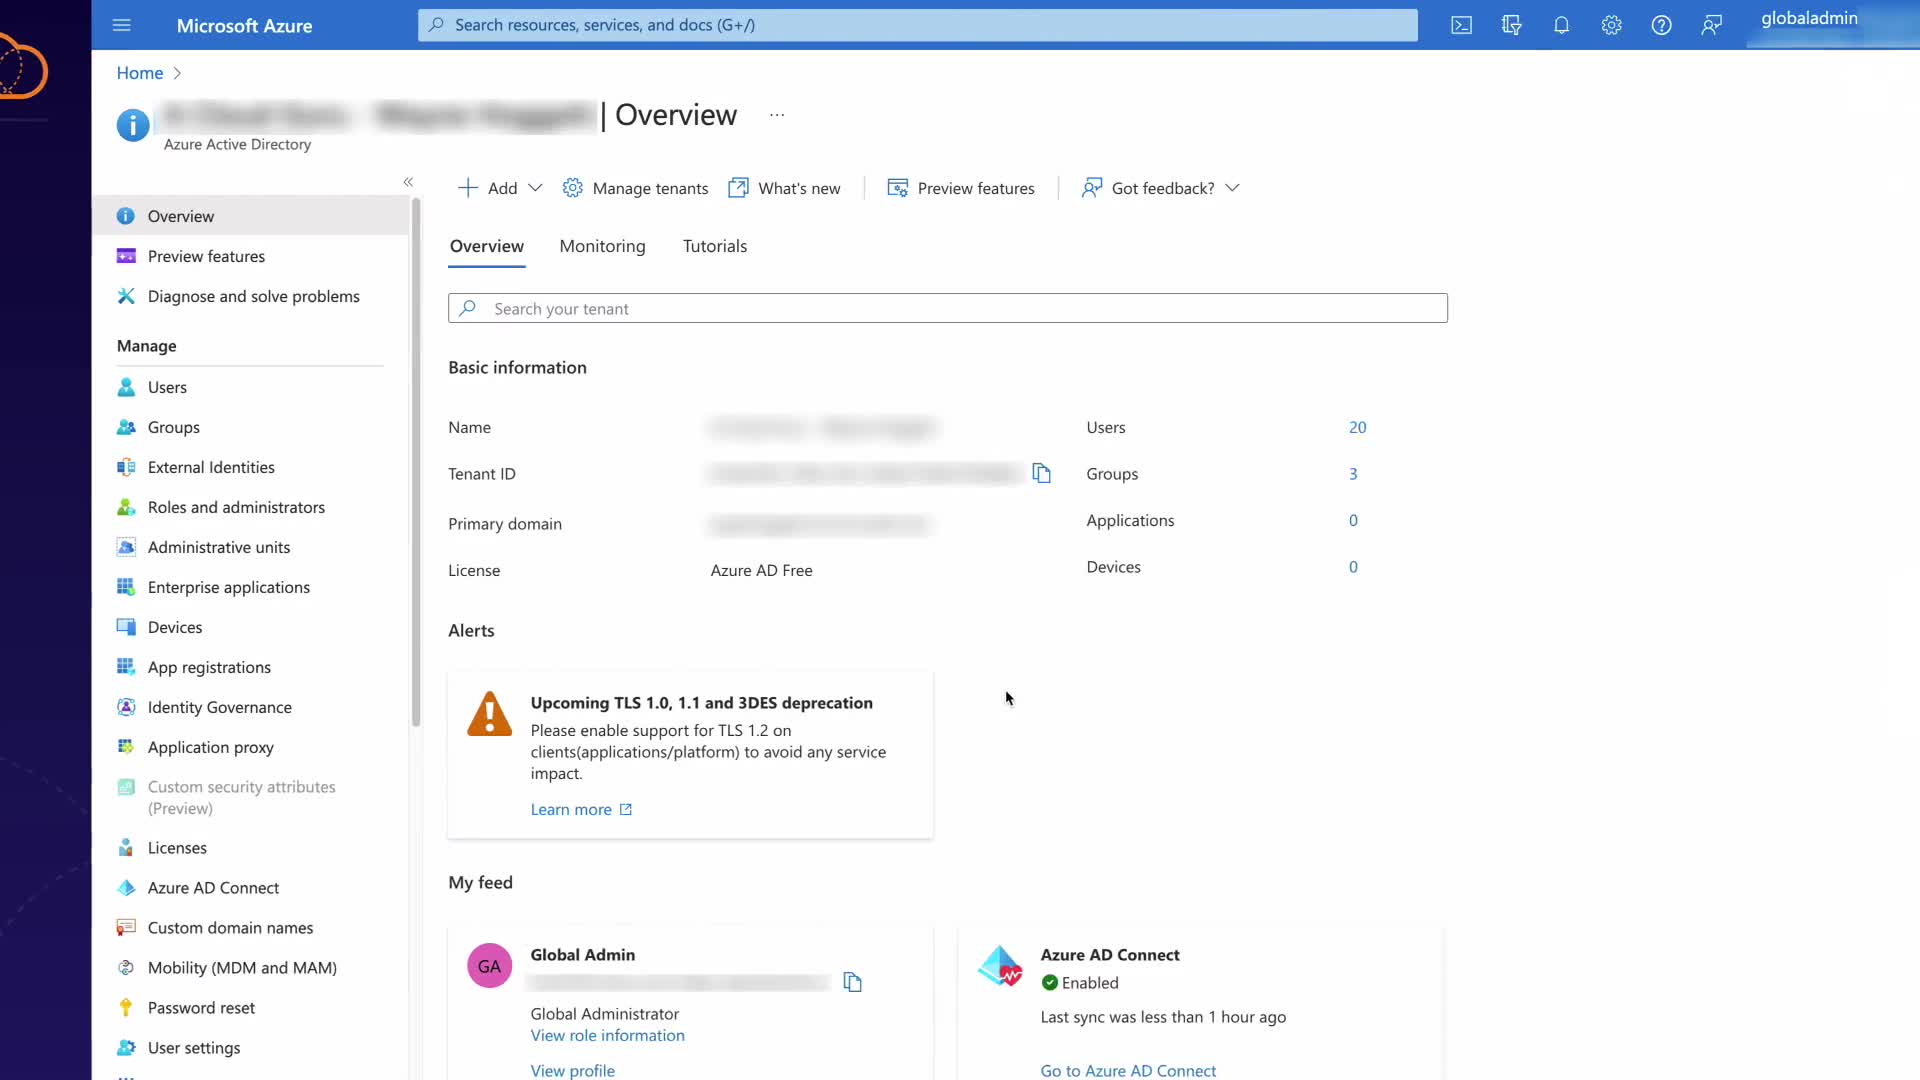 Microsoft Azure
Search resources, services, and docs (G+/)
globaladmin
Home
| Overview
...
Azure Active Directory
Overview
Preview features
Diagnose and solve problems
Manage
Users
Groups
External Identities
Roles and administrators
Administrative units
Enterprise applications
Devices
App registrations
Identity Governance
Application proxy
Custom security attributes
(Preview)
Licenses
Azure AD Connect
Custom domain names
Mobility (MDM and MAM)
Password reset
User settings
Add
Manage tenants
What's new
Preview features
Got feedback?
Overview
Monitoring
Tutorials
Search your tenant
Basic information
Name
Tenant ID
Primary domain
License Azure AD Free
Users 20
Groups 3
Applications 0
Devices 0
Alerts
Upcoming TLS 1.0, 1.1 and 3DES deprecation
Please enable support for TLS 1.2 on
clients(applications/platform) to avoid any service
impact.
Learn more
My feed
GA
Global Admin
Global Administrator
View role information
View profile
Azure AD Connect
Enabled
Last sync was less than 1 hour ago
Go to Azure AD Connect